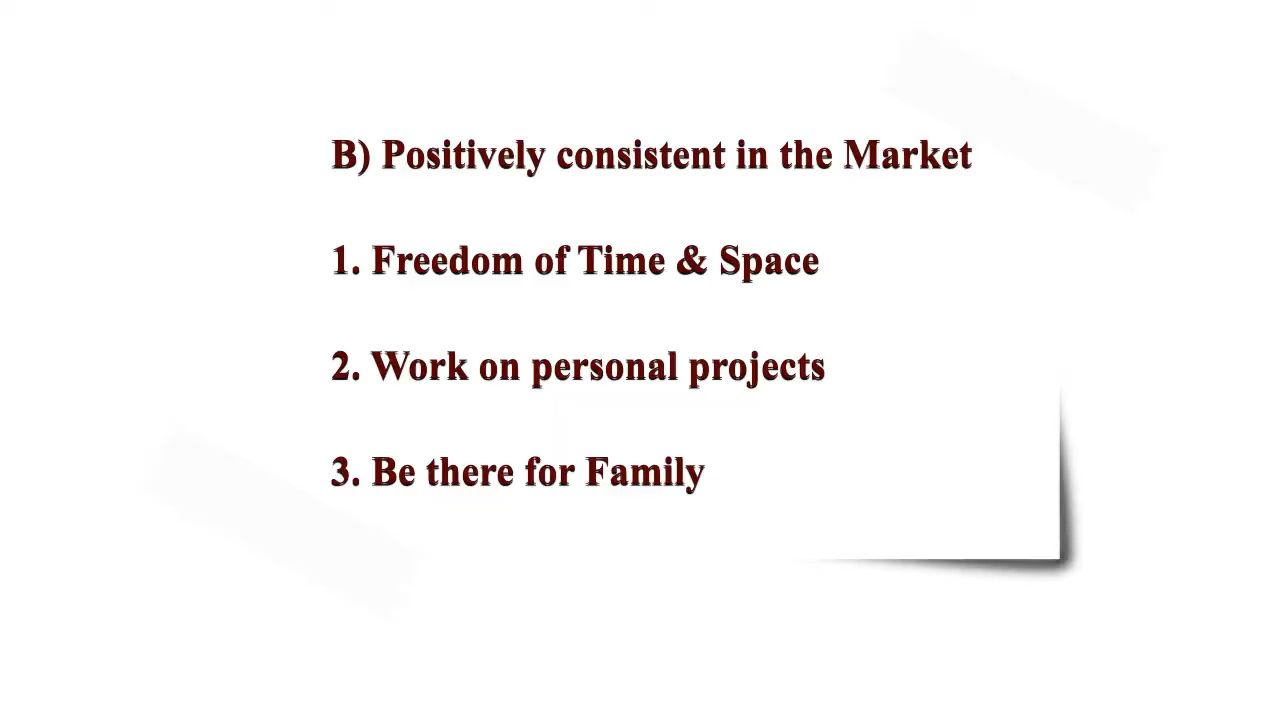 B) Positively consistent in the Market
1. Freedom of Time & Space
2. Work on personal projects
3. Be there for Family